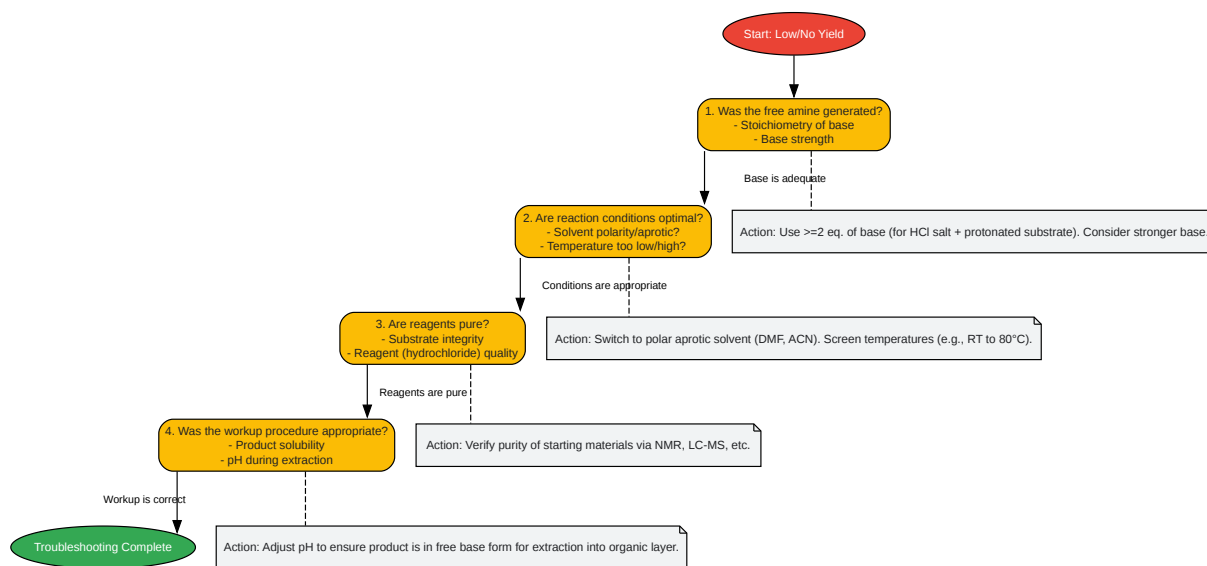 Start: Low/No Yield
1. Was the free amine generated?
- Stoichiometry of base
- Base strength
Base is adequate
2. Are reaction conditions optimal?
- Solvent polarity/aprotic?
- Temperature too low/high?
Action: Use >=2 eq. of base (for HCl salt + protonated substrate). Consider stronger base.
Conditions are appropriate
3. Are reagents pure?
- Substrate integrity
- Reagent (hydrochloride) quality
Action: Switch to polar aprotic solvent (DMF, ACN). Screen temperatures (e.g., RT to 80°C).
Reagents are pure
4. Was the workup procedure appropriate?
- Product solubility
- pH during extraction
Action: Verify purity of starting materials via NMR, LC-MS, etc.
Workup is correct
Troubleshooting Complete
Action: Adjust pH to ensure product is in free base form for extraction into organic layer.